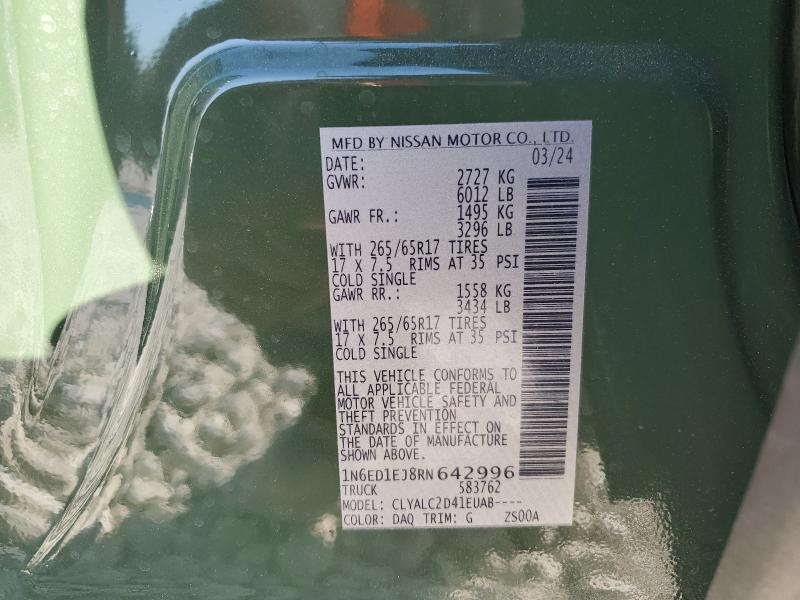 MFD BY NISSAN MOTOR CO., LTD.
DATE: 03/24
GVWR: 2727 KG
6012 LB
GAWR FR.: 1495 KG
3296 LB
WITH 265/65R17 TIRES
17 X 7.5 RIMS AT 35 PSI
COLD SINGLE
GAWR RR.: 1558 KG
3434 LB
WITH 265/65R17 TIRES
17 X 7.5 RIMS AT 35 PSI
COLD SINGLE
THIS VEHICLE CONFORMS TO
ALL APPLICABLE FEDERAL
MOTOR VEHICLE SAFETY AND
THEFT PREVENTION
STANDARDS IN EFFECT ON
THE DATE OF MANUFACTURE
SHOWN ABOVE.
1N6ED1EJ8RN642996
TRUCK 583762
MODEL: CLYALC2D41EUAB----
COLOR: DAQ TRIM: G ZS00A